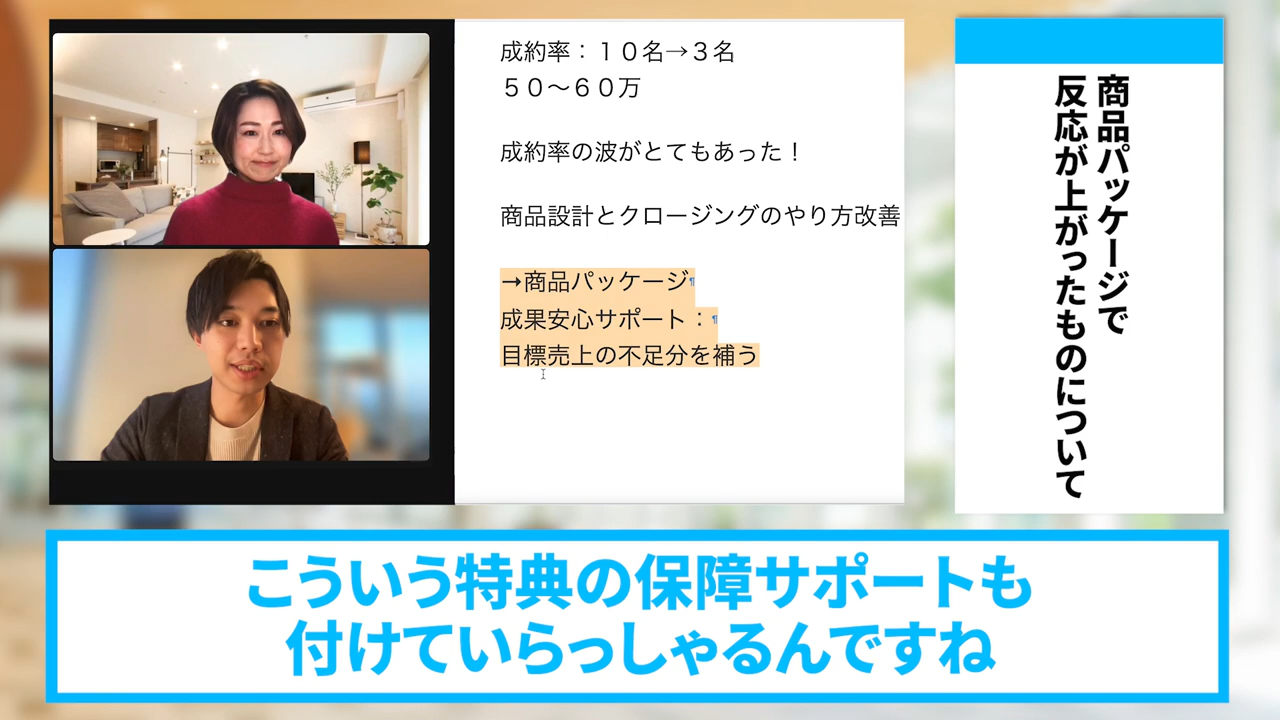 成約率：１０名→３名
５０〜６０万
成約率の波がとてもあった！
商品設計とクロージングのやり方改善
→商品パッケージ
成果安心サポート：
目標売上の不足分を補う
商品パッケージで
反応が上がったものについて
こういう特典の保障サポートも
付けていらっしゃるんですね